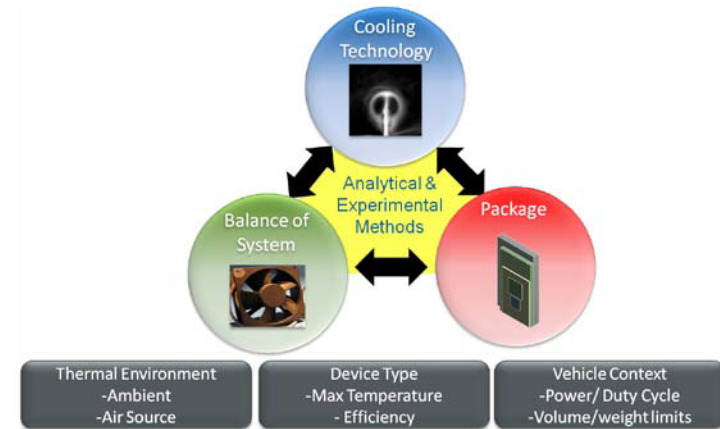 Cooling
Technology
Analytical &
Experimental
Methods
Balance of
System
Package
Thermal Environment
-Ambient
-Air Source
Device Type
-Max Temperature
- Efficiency
Vehicle Context
-Power/ Duty Cycle
-Volume/weight limits